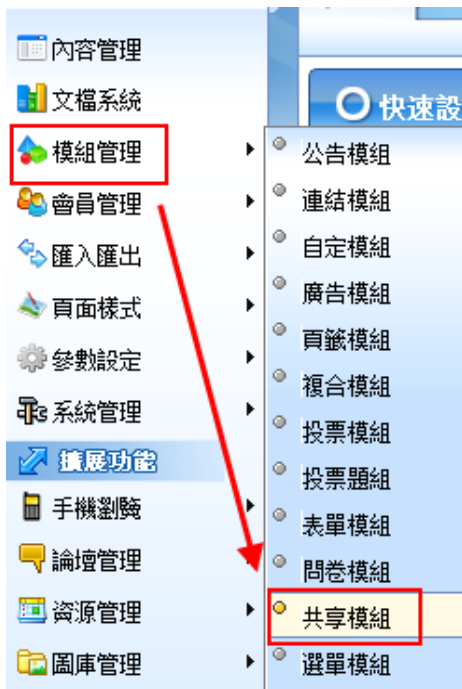 內容管理
文檔系統
模組管理
會員管理
匯入匯出
頁面樣式
參數設定
系統管理
擴展功能
手機瀏覽
論壇管理
資源管理
圖庫管理
快速設
公告模组
連結模組
自定模組
廣告模組
頁籤模組
複合模組
投票模組
投票題組
表單模組
問卷模組
共享模組
選單模組